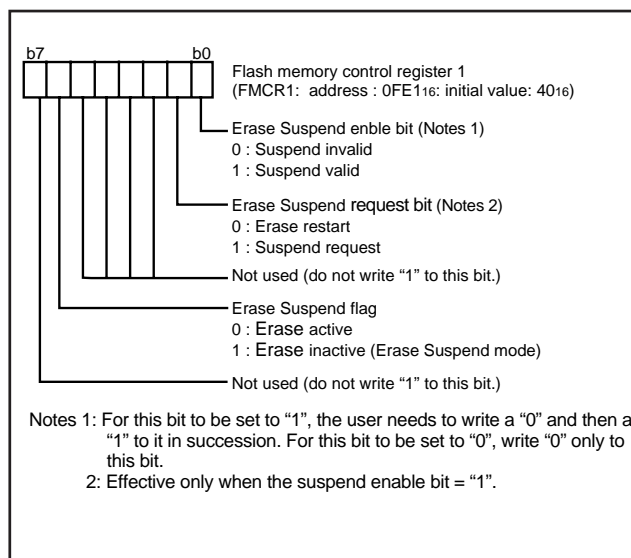 b7 b0
Flash memory control register 1
(FMCR1: address : 0FE116: initial value: 4016)
Erase Suspend enble bit (Notes 1)
0 : Suspend invalid
1 : Suspend valid
Erase Suspend request bit (Notes 2)
0 : Erase restart
1 : Suspend request
Not used (do not write “1” to this bit.)
Erase Suspend flag
0 : Erase active
1 : Erase inactive (Erase Suspend mode)
Not used (do not write “1” to this bit.)
Notes 1: For this bit to be set to “1”, the user needs to write a “0” and then a
“1” to it in succession. For this bit to be set to “0”, write “0” only to
this bit.
2: Effective only when the suspend enable bit = “1”.